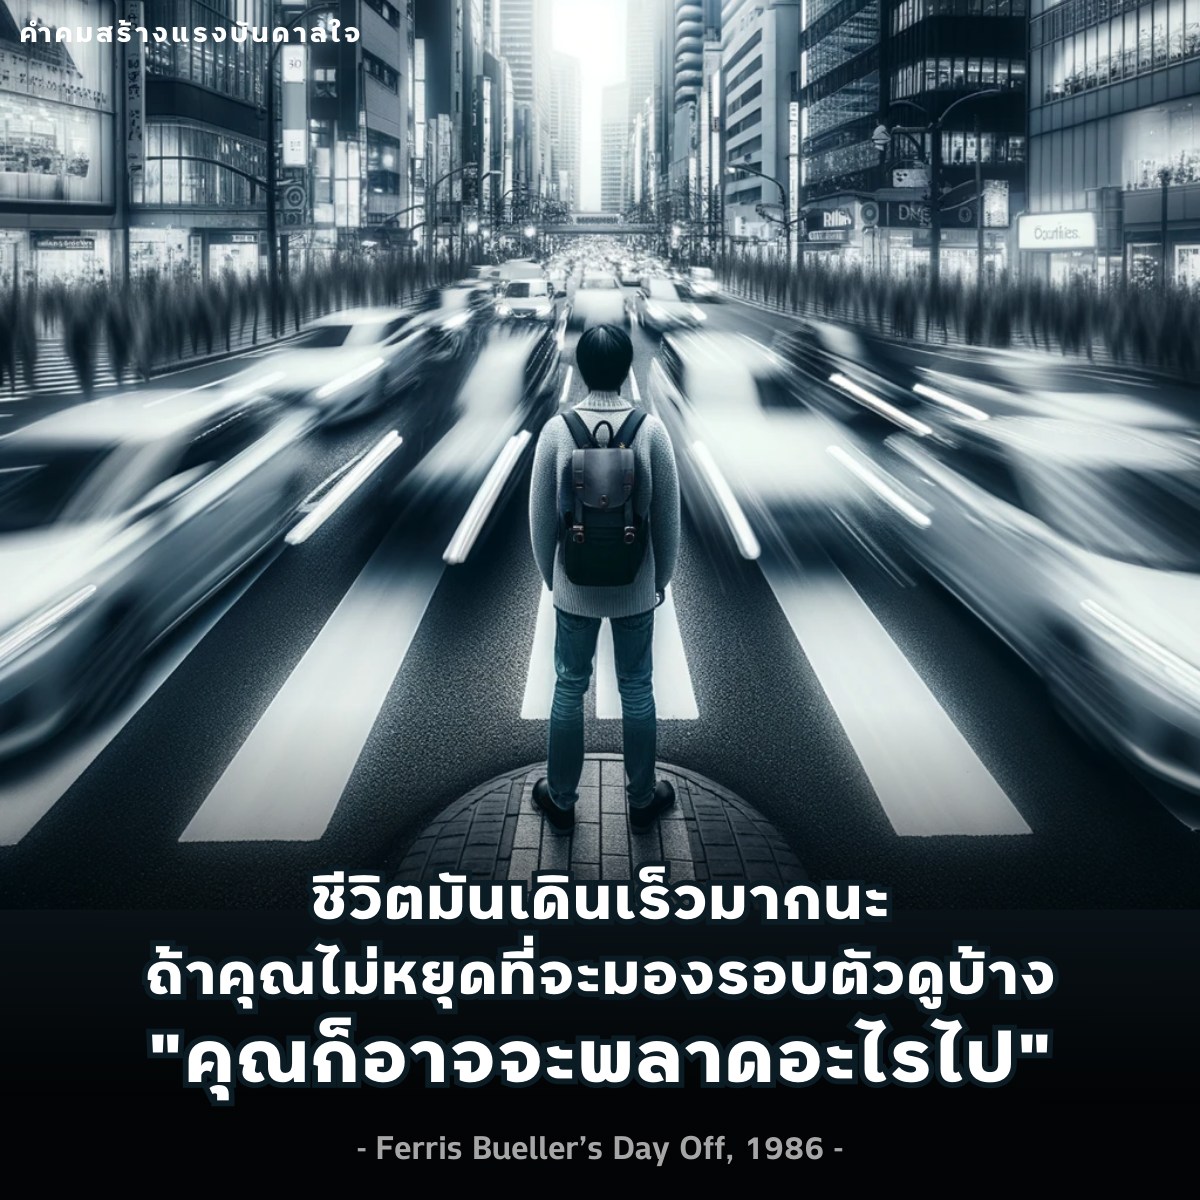 คำคมสร้างแรงบันดาลใจ
ชีวิตมันเดินเร็วมากนะ
ถ้าคุณไม่หยุดที่จะมองรอบตัวดูบ้าง
"คุณก็อาจจะพลาดอะไรไป"
- Ferris Bueller’s Day Off, 1986 -